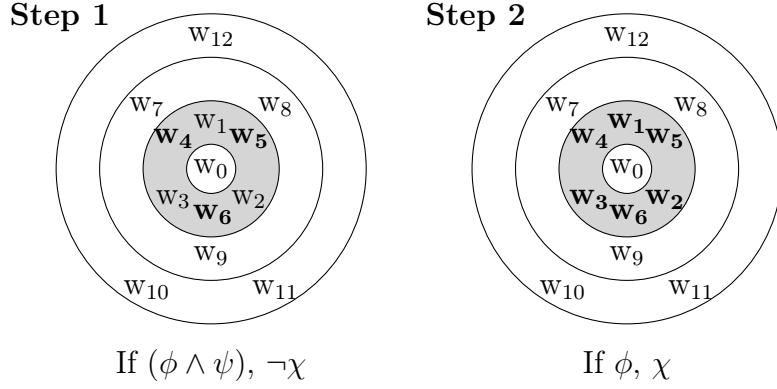 Step 1 Step 2
w₁₂ w₁₂
w₇ w₈ w₇ w₈
w₁ w₁
w₄ w₅ w₄ w₅
w₀ w₀
w₃ w₂ w₃ w₂
w₆ w₆
w₉ w₉
w₁₀ w₁₁ w₁₀ w₁₁
If (ϕ ∧ ψ), ¬χ If ϕ, χ